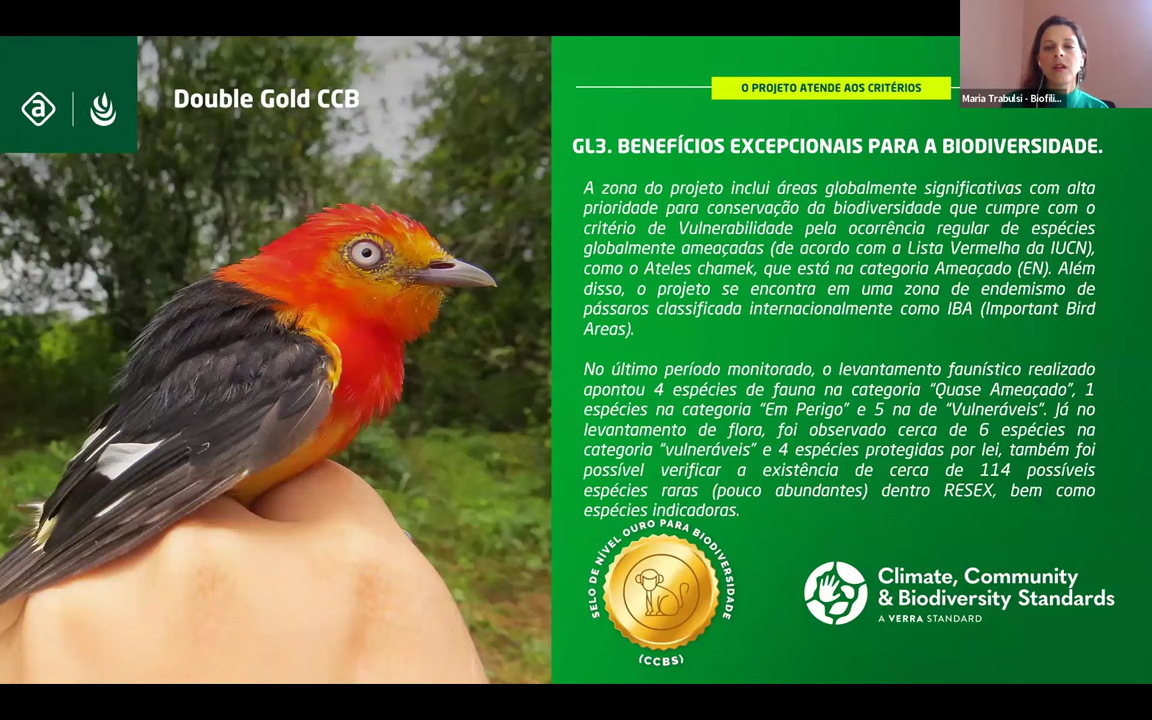 Double Gold CCB
O PROJETO ATENDE AOS CRITÉRIOS
Maria Trabulsi - Biofili...
GL3. BENEFÍCIOS EXCEPCIONAIS PARA A BIODIVERSIDADE.
A zona do projeto inclui áreas globalmente significativas com alta
prioridade para conservação da biodiversidade que cumpre com o
critério de Vulnerabilidade pela ocorrência regular de espécies
globalmente ameaçadas (de acordo com a Lista Vermelha da IUCN),
como o Ateles chamek, que está na categoria Ameaçado (EN). Além
disso, o projeto se encontra em uma zona de endemismo de
pássaros classificada internacionalmente como IBA (Important Bird
Areas).
No último período monitorado, o levantamento faunístico realizado
apontou 4 espécies de fauna na categoria “Quase Ameaçado”, 1
espécies na categoria “Em Perigo” e 5 na de “Vulneráveis”. Já no
levantamento de flora, foi observado cerca de 6 espécies na
categoria “vulneráveis” e 4 espécies protegidas por lei, também foi
possível verificar a existência de cerca de 114 possíveis
espécies raras (pouco abundantes) dentro RESEX, bem como
espécies indicadoras.
SELO DE NÍVEL OURO PARA BIODIVERSIDADE
(CCBS)
Climate, Community
& Biodiversity Standards
A VERRA STANDARD